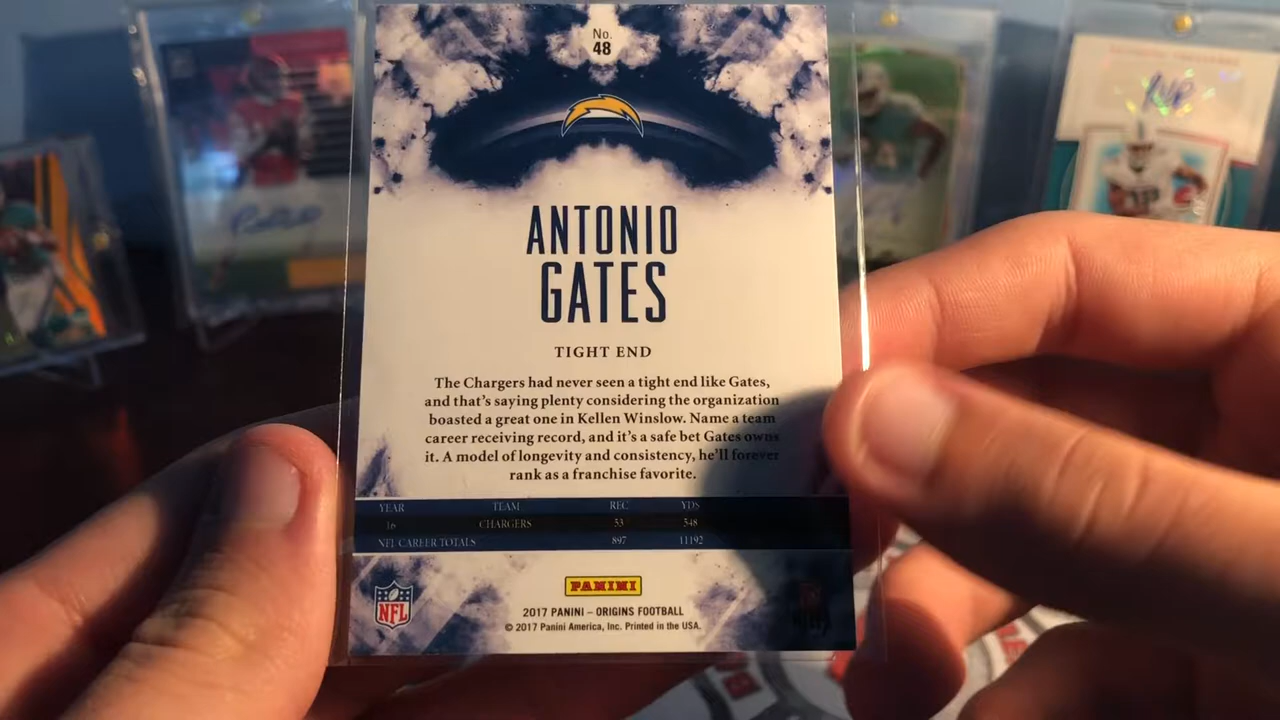 No.
48
ANTONIO
GATES
TIGHT END
The Chargers had never seen a tight end like Gates,
and that's saying plenty considering the organization
boasted a great one in Kellen Winslow. Name a team
career receiving record, and it's a safe bet Gates owns
it. A model of longevity and consistency, he'll forever
rank as a franchise favorite.
YEAR TEAM REC YDS
16 CHARGERS 53 548
NFL CAREER TOTALS 897 11192
PANINI
NFL
2017 PANINI – ORIGINS FOOTBALL
© 2017 Panini America, Inc. Printed in the USA.